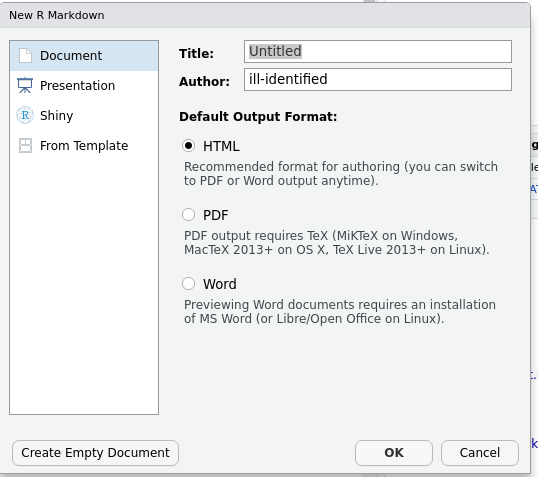 New R Markdown
Document
Presentation
Shiny
From Template
Title: Untitled
Author: ill-identified
Default Output Format:
HTML
Recommended format for authoring (you can switch
to PDF or Word output anytime).
PDF
PDF output requires TeX (MiKTeX on Windows,
MacTeX 2013+ on OS X, TeX Live 2013+ on Linux).
Word
Previewing Word documents requires an installation
of MS Word (or Libre/Open Office on Linux).
Create Empty Document
OK
Cancel